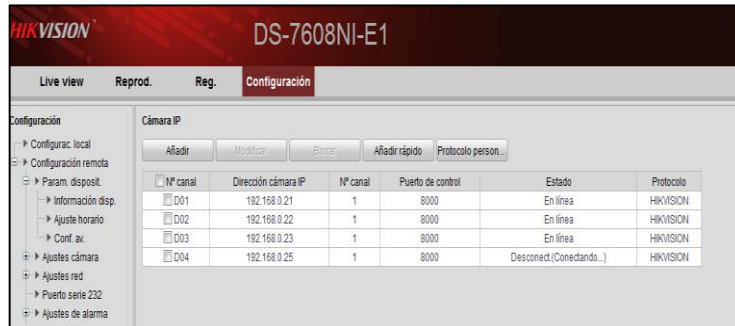 HIKVISION DS-7608NI-E1
Live view Reprod. Reg. Configuración
Configuración
Configurac. local
Configuración remota
Param. disposit.
Información disp.
Ajuste horario
Conf. av.
Ajustes cámara
Ajustes red
Puerto serie 232
Ajustes de alarma
Cámara IP
Añadir Modificar Borrar Añadir rápido Protocolo person...
Nº canal Dirección cámara IP Nº canal Puerto de control Estado Protocolo
D01 192.168.0.21 1 8000 En línea HIKVISION
D02 192.168.0.22 1 8000 En línea HIKVISION
D03 192.168.0.23 1 8000 En línea HIKVISION
D04 192.168.0.25 1 8000 Desconect.(Conectando...) HIKVISION